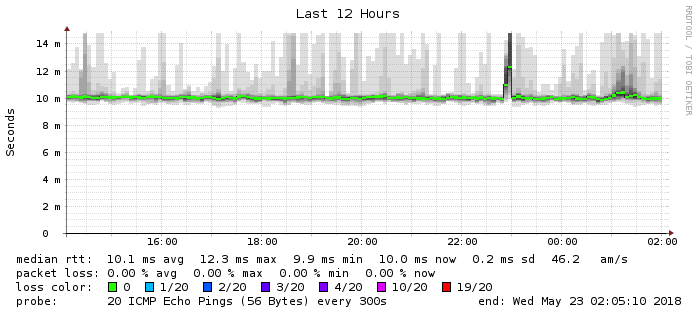 Last 12 Hours
RRDTOOL / TOBI OETIKER
Seconds
14 m
12 m
10 m
8 m
6 m
4 m
2 m
0
16:00 18:00 20:00 22:00 00:00 02:00
median rtt: 10.1 ms avg 12.3 ms max 9.9 ms min 10.0 ms now 0.2 ms sd 46.2 am/s
packet loss: 0.00 % avg 0.00 % max 0.00 % min 0.00 % now
loss color: 0 1/20 2/20 3/20 4/20 10/20 19/20
probe: 20 ICMP Echo Pings (56 Bytes) every 300s end: Wed May 23 02:05:10 2018